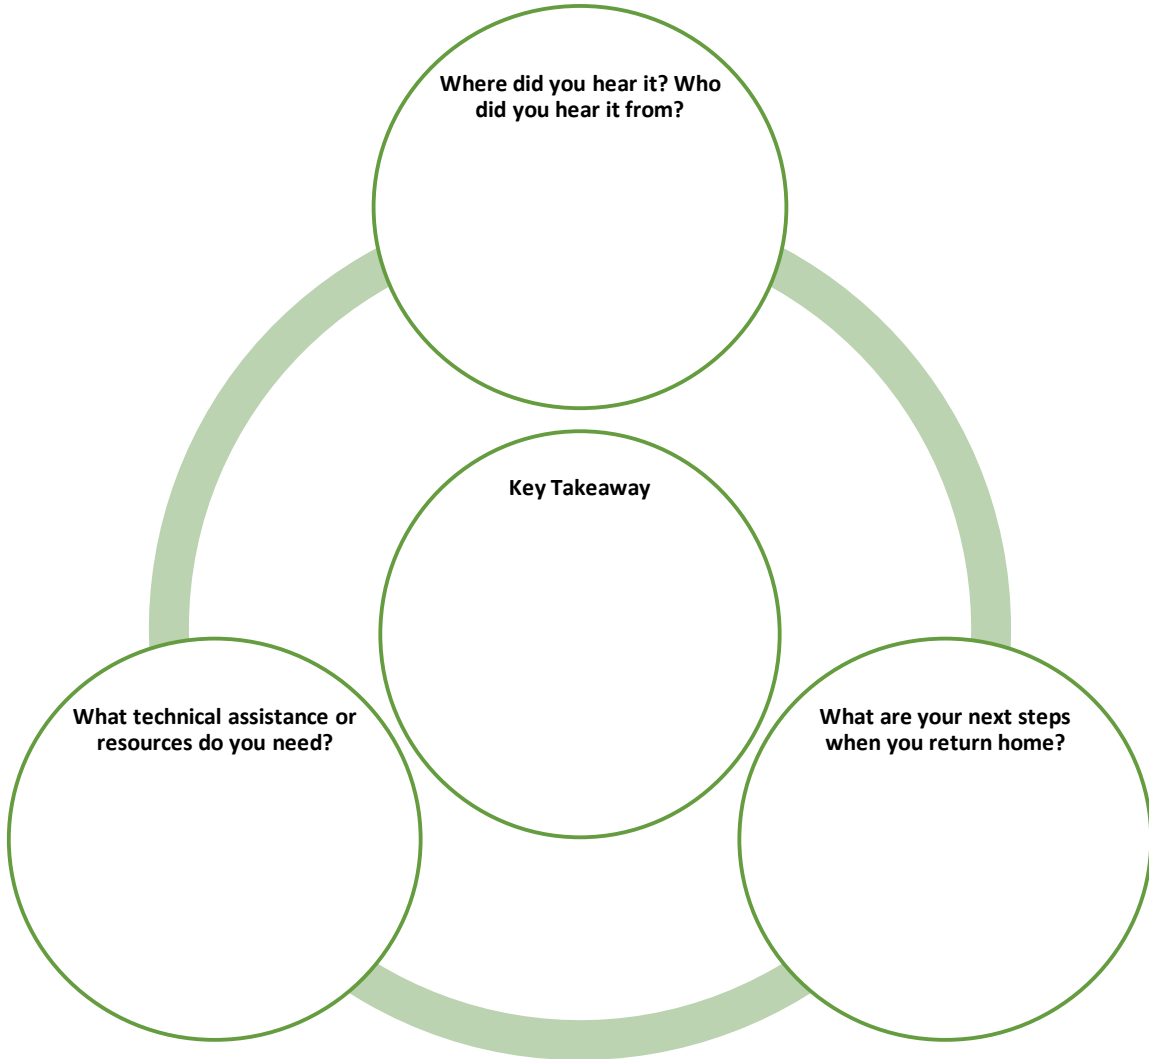 Where did you hear it? Who
did you hear it from?
Key Takeaway
What technical assistance or
resources do you need?
What are your next steps
when you return home?